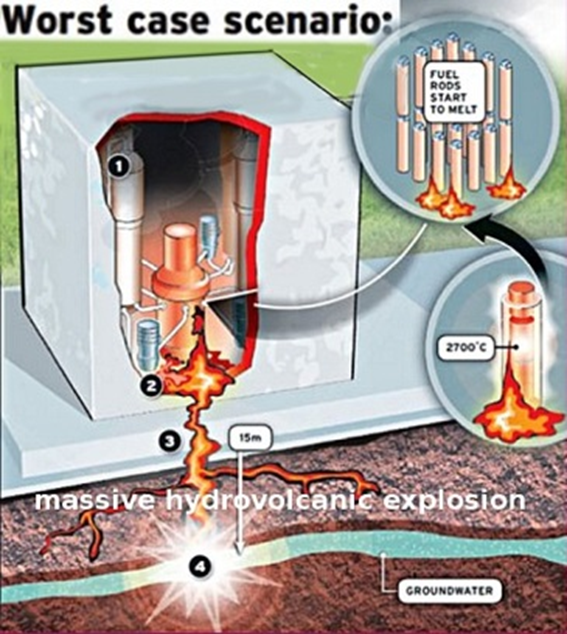 Worst case scenario:
FUEL
RODS
START
TO MELT
1
2700°C
2
3
15m
massive hydrovolcanic explosion
4
GROUNDWATER